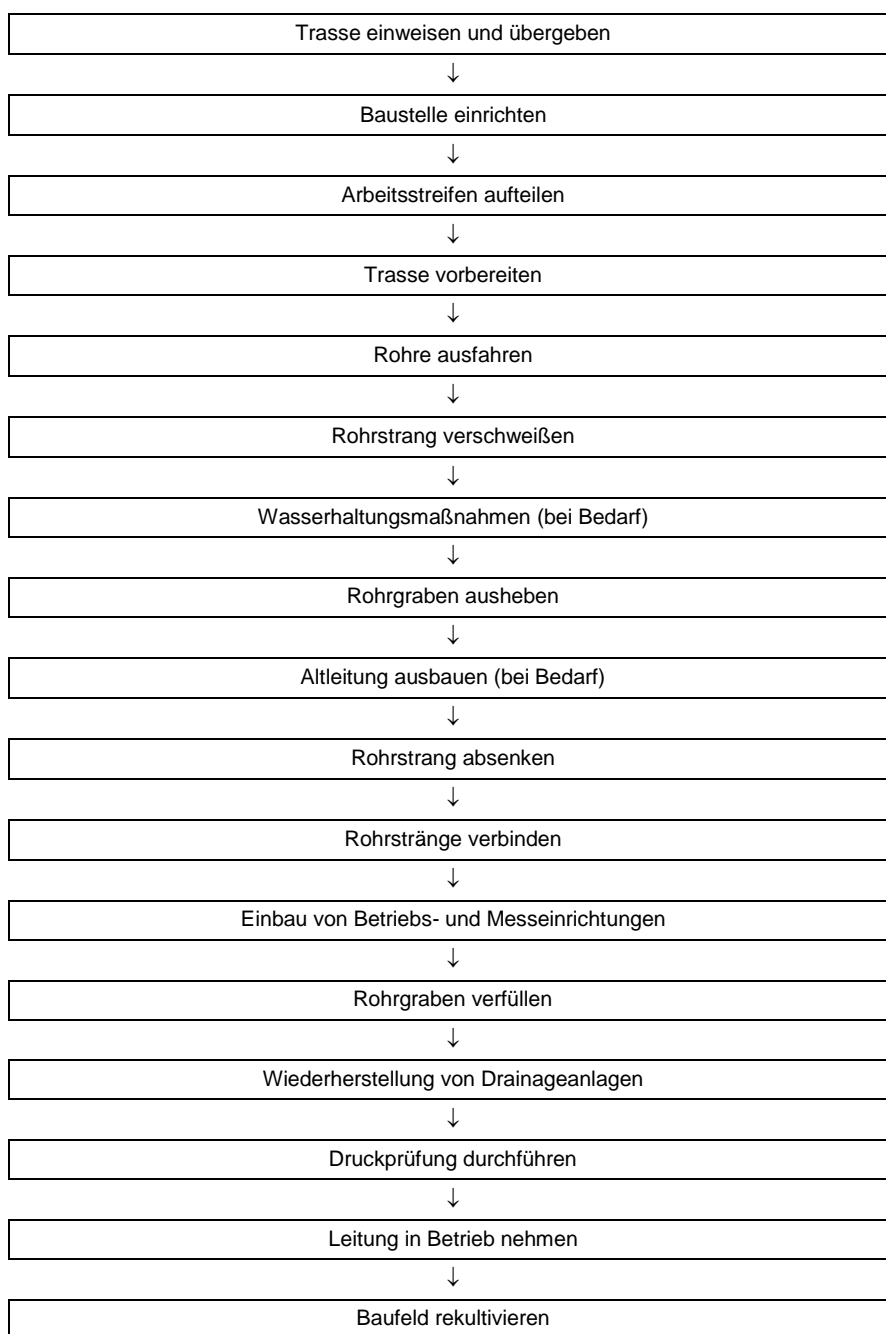 Trasse einweisen und übergeben
↓
Baustelle einrichten
↓
Arbeitsstreifen aufteilen
↓
Trasse vorbereiten
↓
Rohre ausfahren
↓
Rohrstrang verschweißen
↓
Wasserhaltungsmaßnahmen (bei Bedarf)
↓
Rohrgraben ausheben
↓
Altleitung ausbauen (bei Bedarf)
↓
Rohrstrang absenken
↓
Rohrstränge verbinden
↓
Einbau von Betriebs- und Messeinrichtungen
↓
Rohrgraben verfüllen
↓
Wiederherstellung von Drainageanlagen
↓
Druckprüfung durchführen
↓
Leitung in Betrieb nehmen
↓
Baufeld rekultivieren